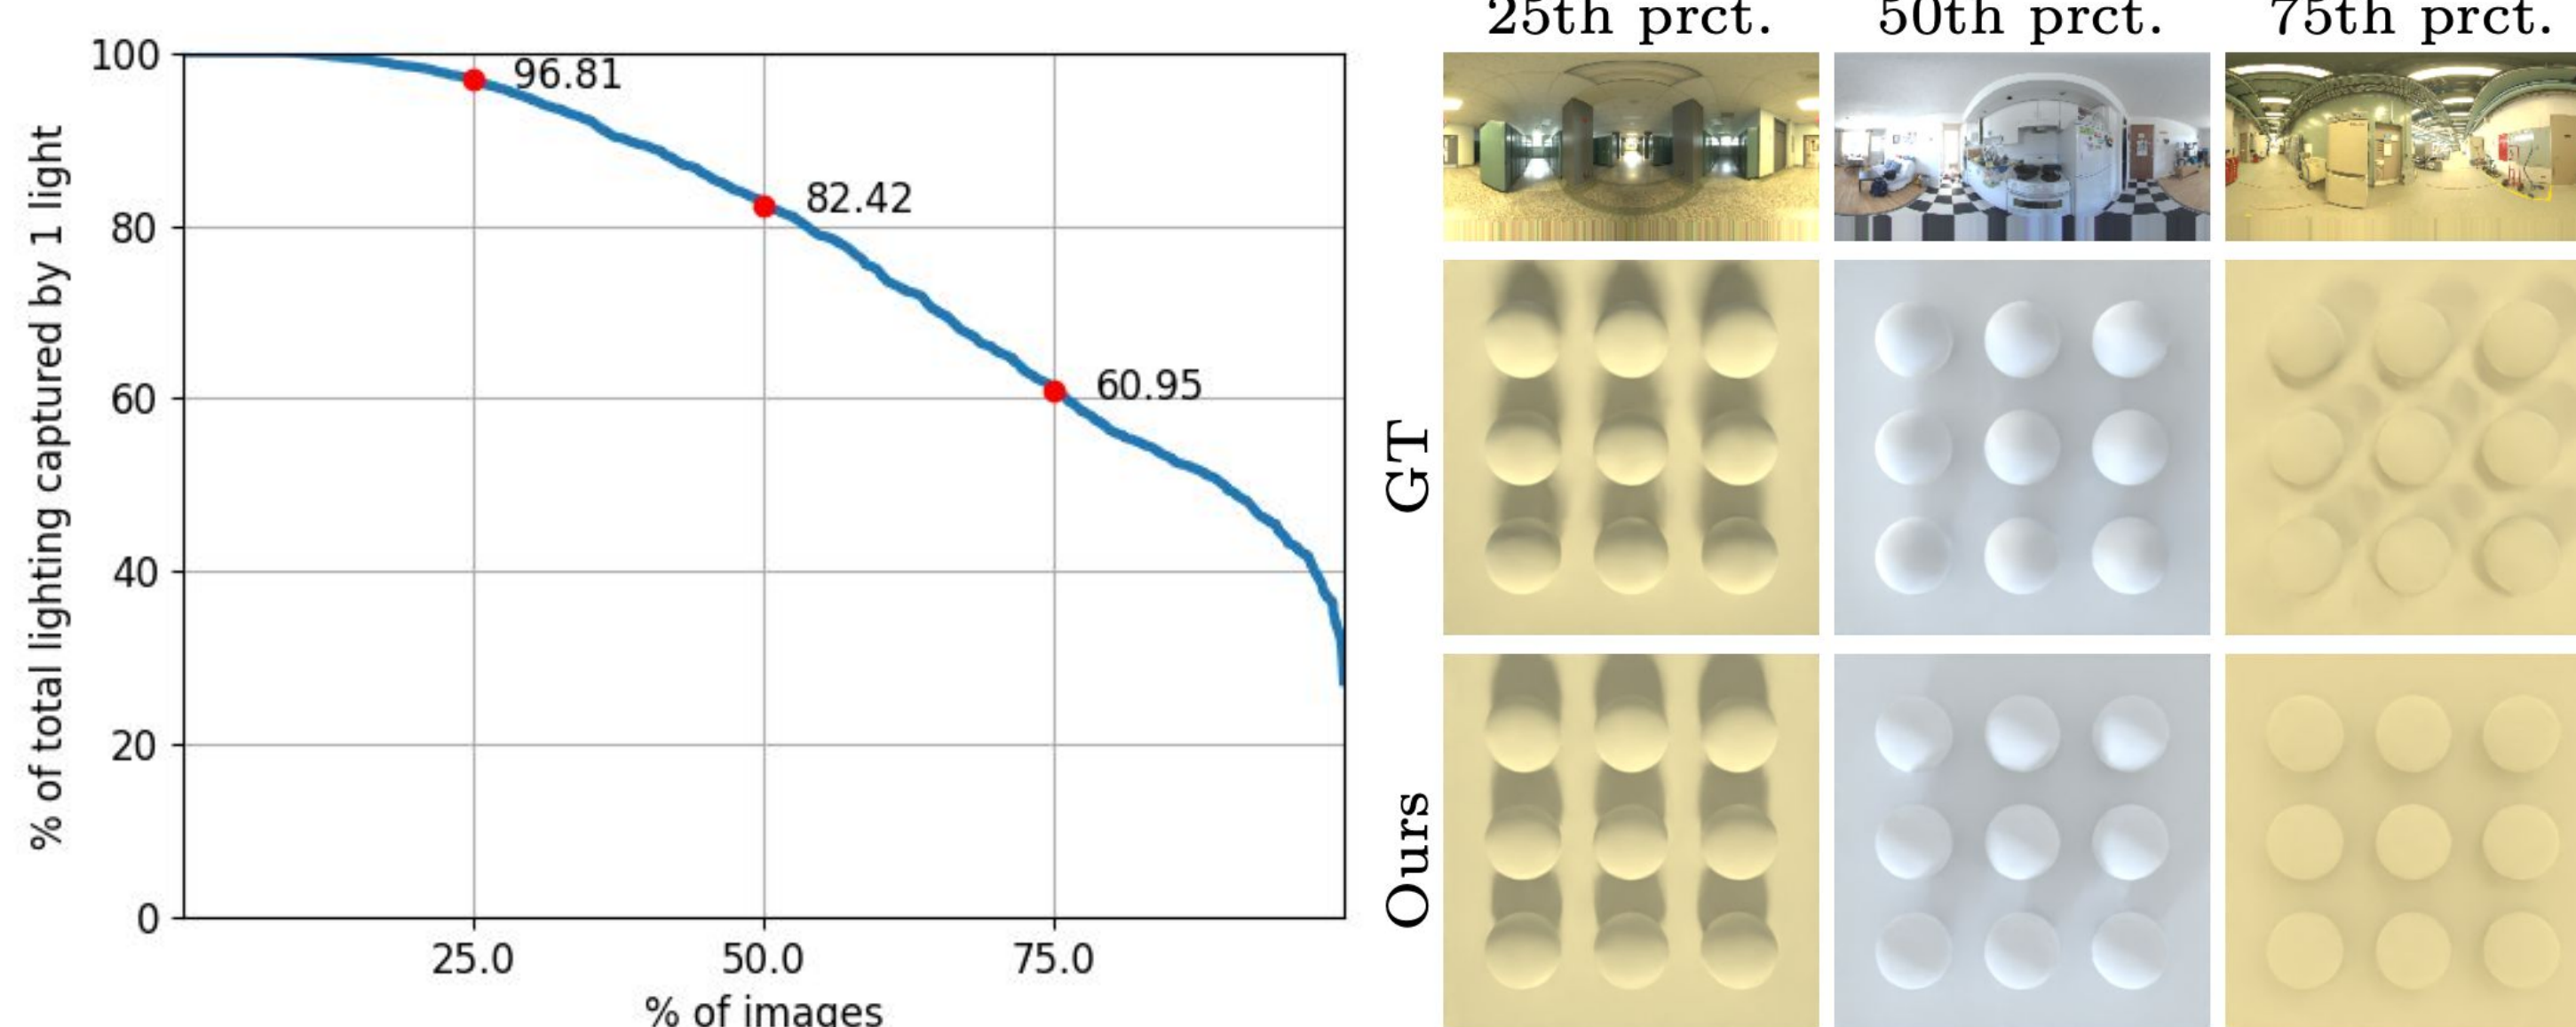 25th prct. 50th prct. 75th prct.
% of total lighting captured by 1 light
100
80
60
40
20
0
96.81
82.42
60.95
25.0 50.0 75.0
% of images
GT
Ours